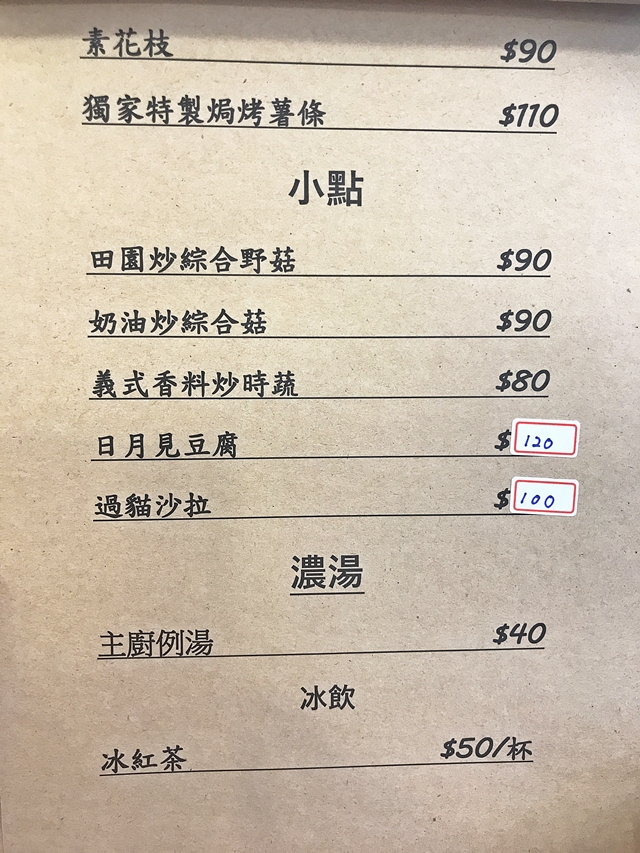 素花枝 $90
獨家特製焗烤薯條 $110
小點
田園炒綜合野菇 $90
奶油炒綜合菇 $90
義式香料炒時蔬 $80
日月見豆腐 $120
過貓沙拉 $100
濃湯
主廚例湯 $40
冰飲
冰紅茶 $50/杯